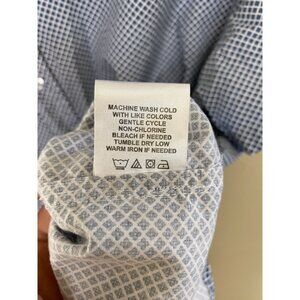 MACHINE WASH COLD
WITH LIKE COLORS
GENTLE CYCLE
NON-CHLORINE
BLEACH IF NEEDED
TUMBLE DRY LOW
WARM IRON IF NEEDED